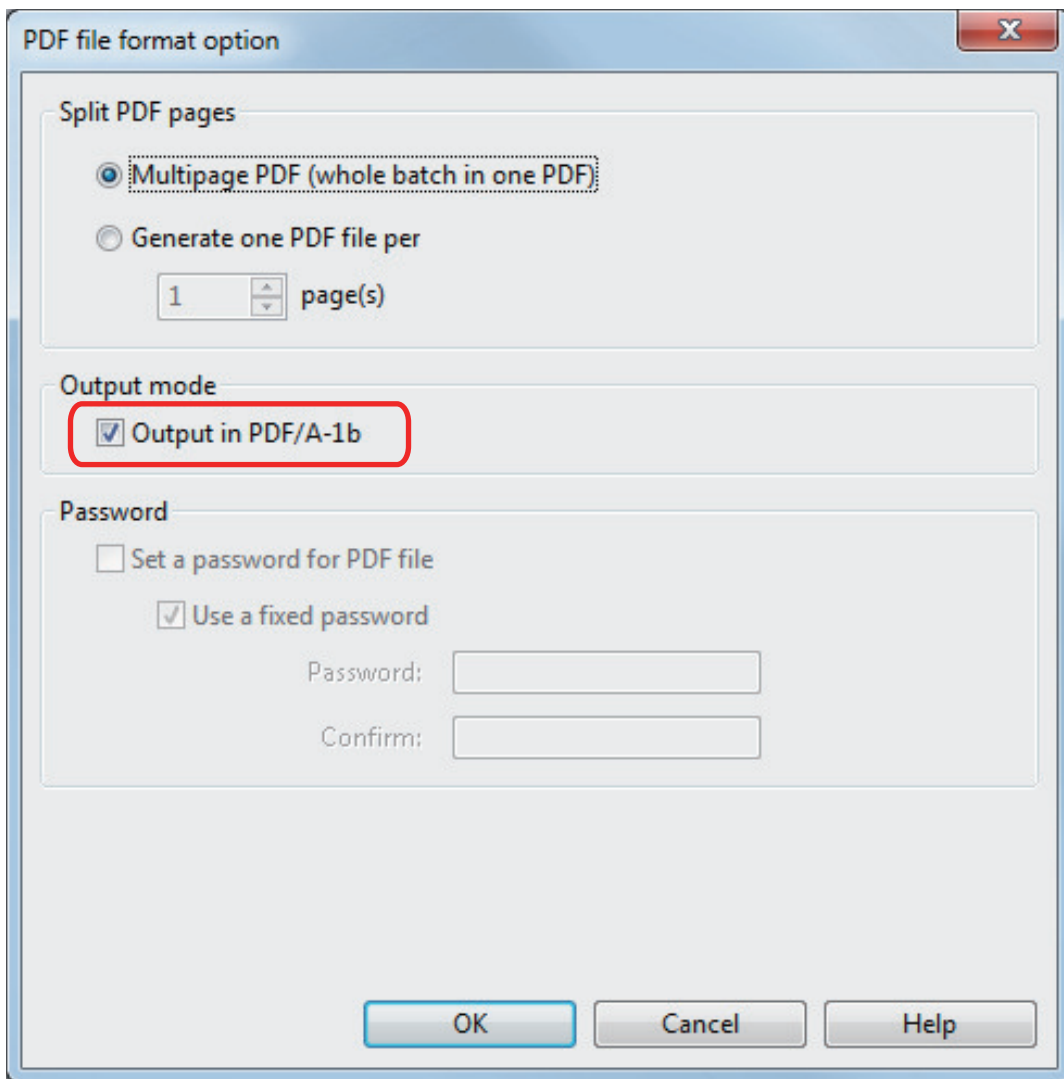 PDF file format option
Split PDF pages
Multipage PDF (whole batch in one PDF)
Generate one PDF file per
1 page(s)
Output mode
Output in PDF/A-1b
Password
Set a password for PDF file
Use a fixed password
Password:
Confirm:
OK Cancel Help